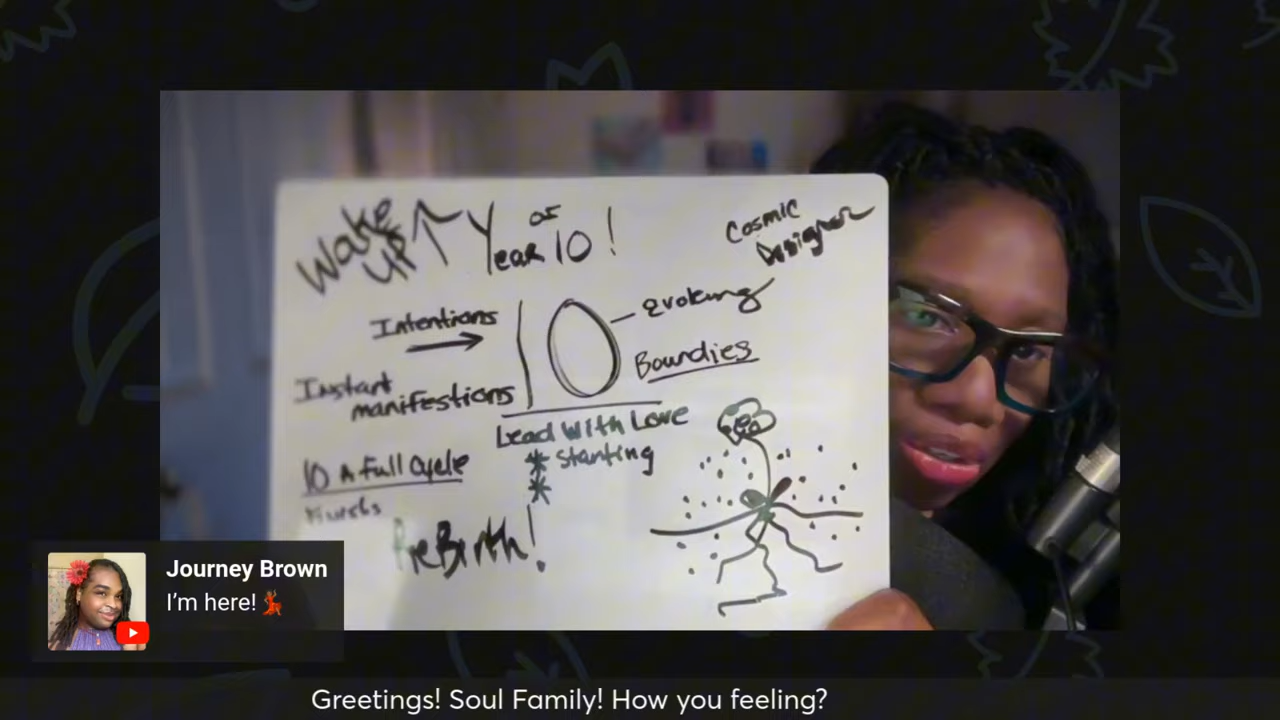 Wake Up ↑ Year of 10!
Cosmic
Designer
Intentions
→
Evoking
Boundies
Instant
manifestions
Lead With Love
* Starting
*
10 A Full Cycle
ReBirth!
Journey Brown
I'm here! 💃
Greetings! Soul Family! How you feeling?